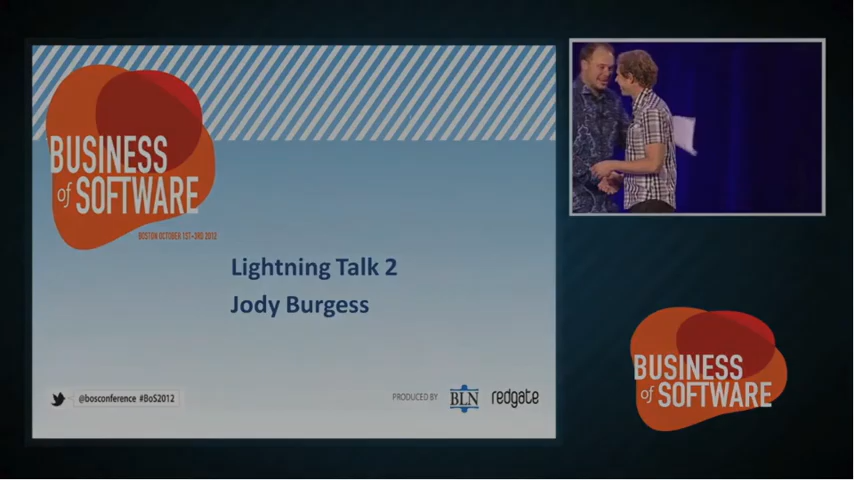 BUSINESS
of SOFTWARE
BOSTON OCTOBER 1ST-3RD 2012
Lightning Talk 2
Jody Burgess
@bosconference #BoS2012
PRODUCED BY BLN redgate
BUSINESS
of SOFTWARE